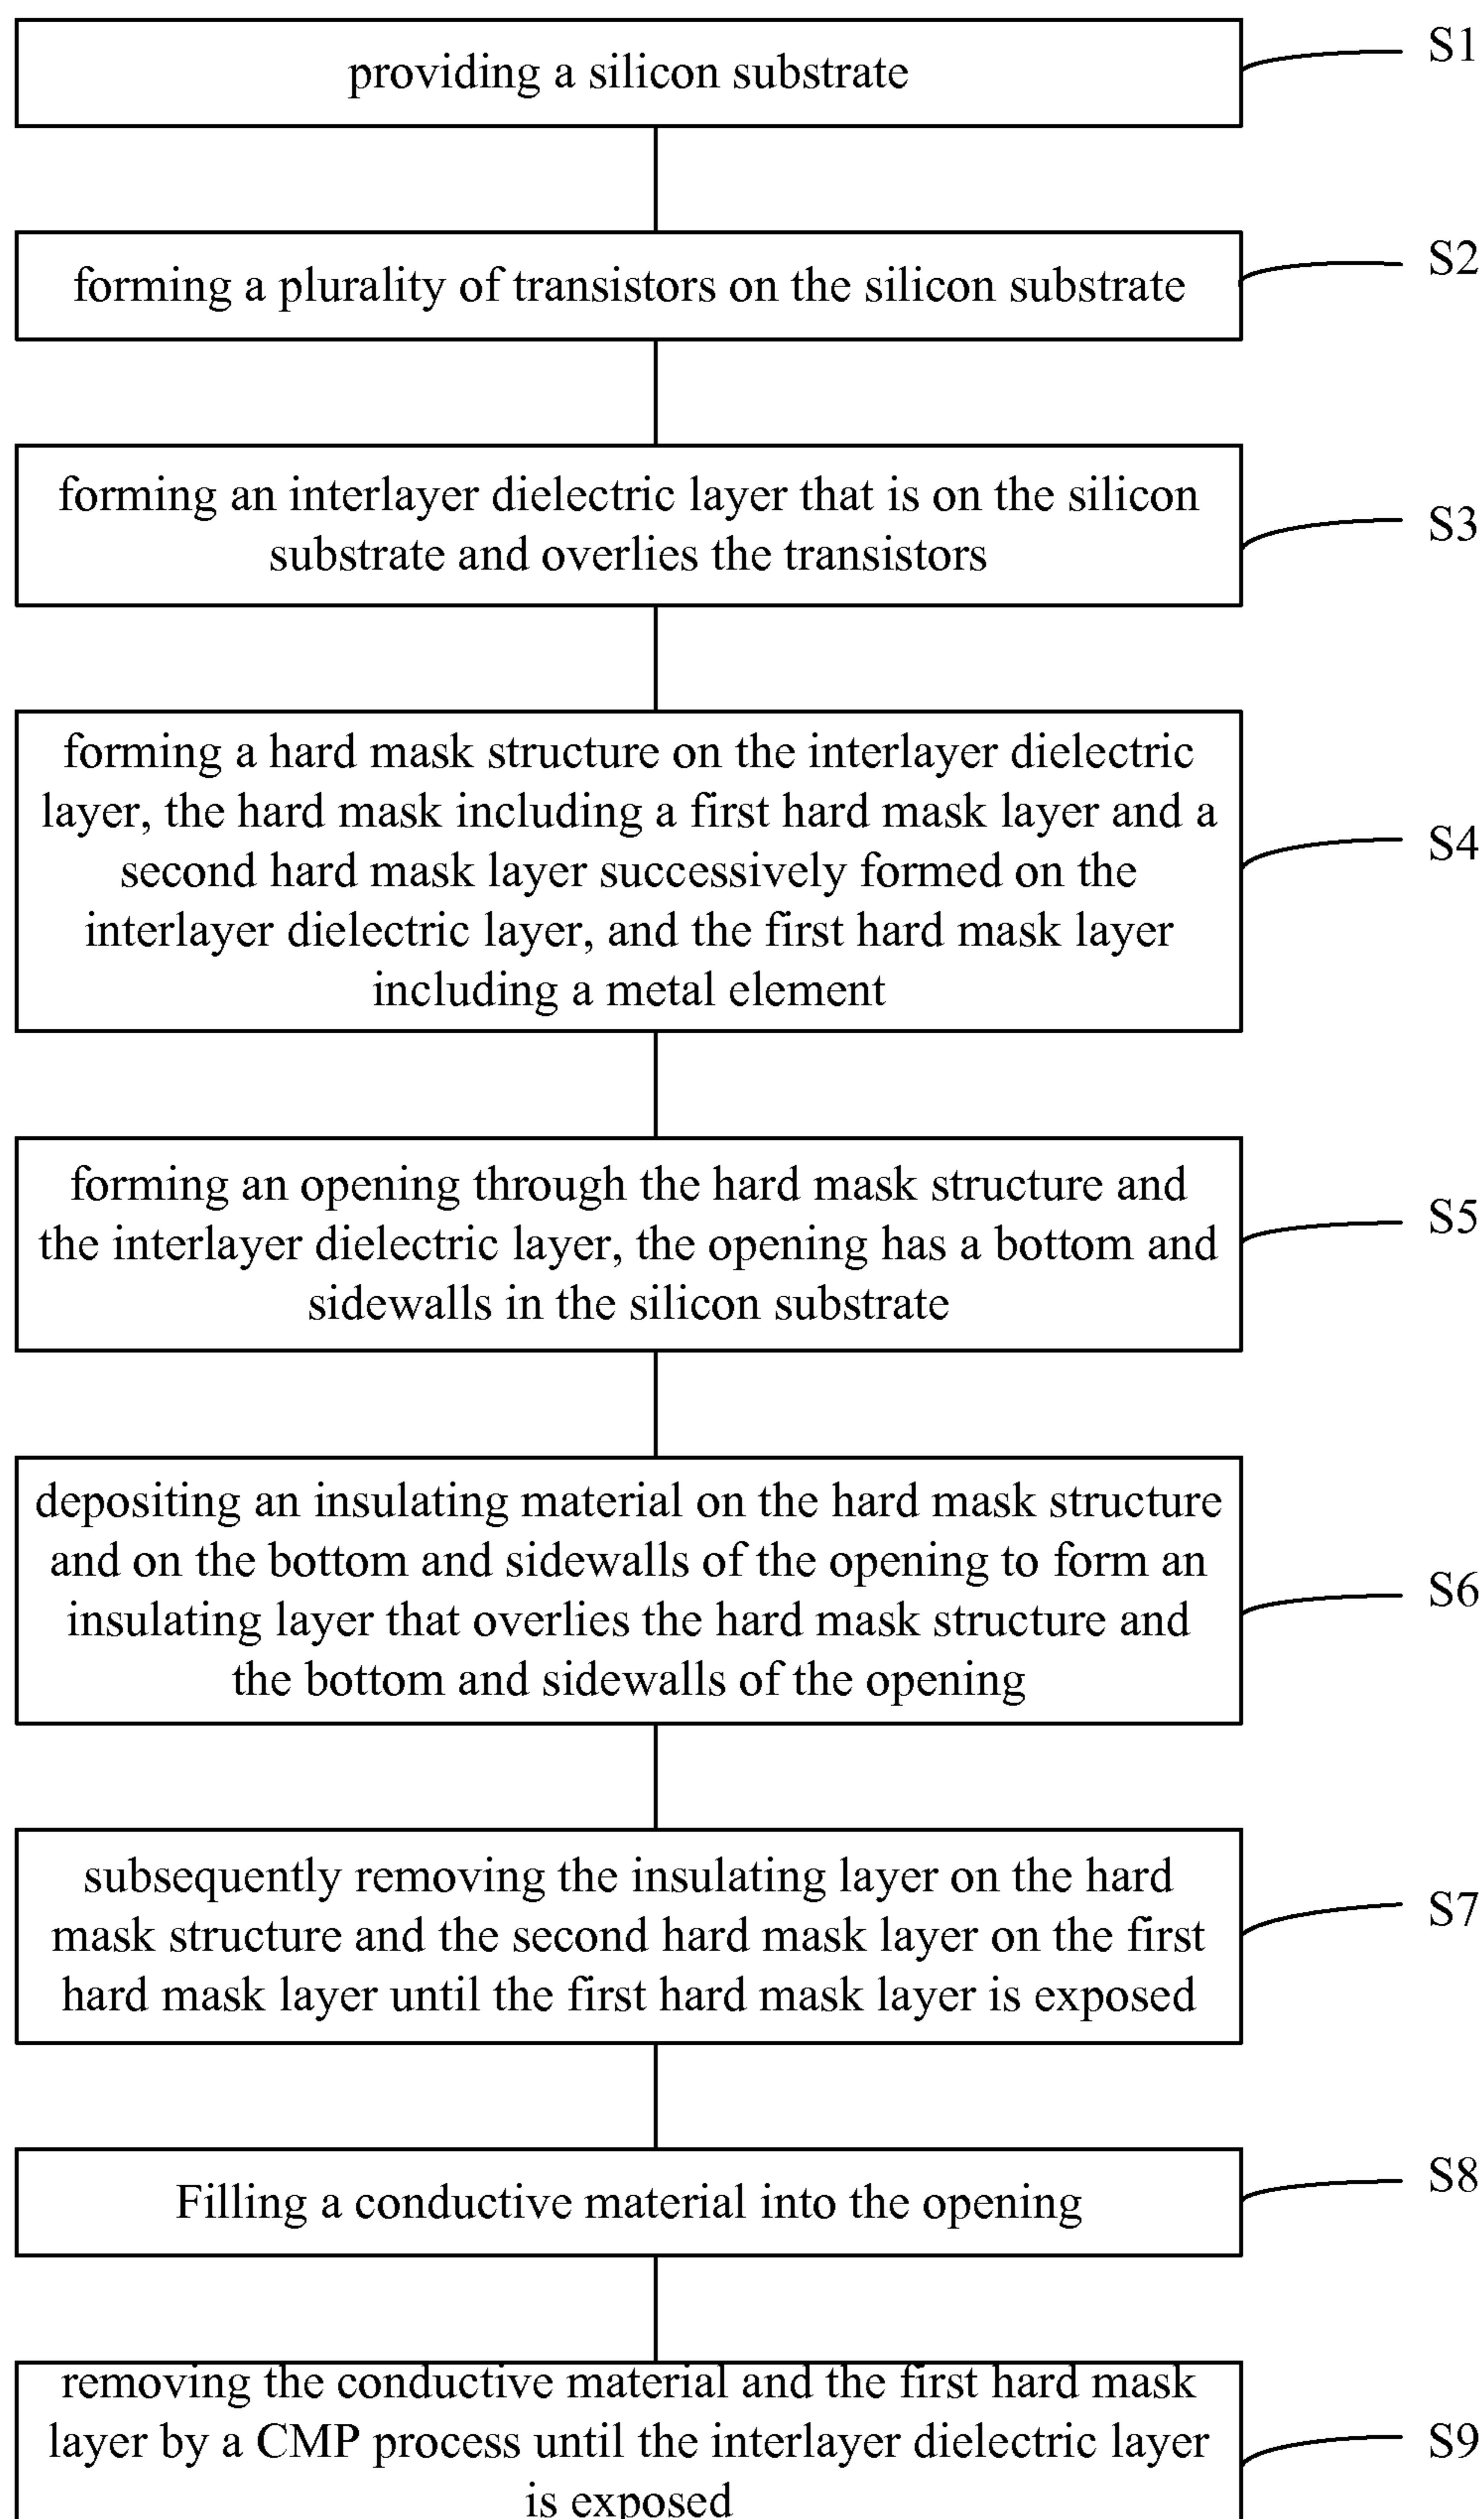 providing a silicon substrate
S1
forming a plurality of transistors on the silicon substrate
S2
forming an interlayer dielectric layer that is on the silicon
substrate and overlies the transistors
S3
forming a hard mask structure on the interlayer dielectric
layer, the hard mask including a first hard mask layer and a
second hard mask layer successively formed on the
interlayer dielectric layer, and the first hard mask layer
including a metal element
S4
forming an opening through the hard mask structure and
the interlayer dielectric layer, the opening has a bottom and
sidewalls in the silicon substrate
S5
depositing an insulating material on the hard mask structure
and on the bottom and sidewalls of the opening to form an
insulating layer that overlies the hard mask structure and
the bottom and sidewalls of the opening
S6
subsequently removing the insulating layer on the hard
mask structure and the second hard mask layer on the first
hard mask layer until the first hard mask layer is exposed
S7
Filling a conductive material into the opening
S8
removing the conductive material and the first hard mask
layer by a CMP process until the interlayer dielectric layer
is exposed
S9